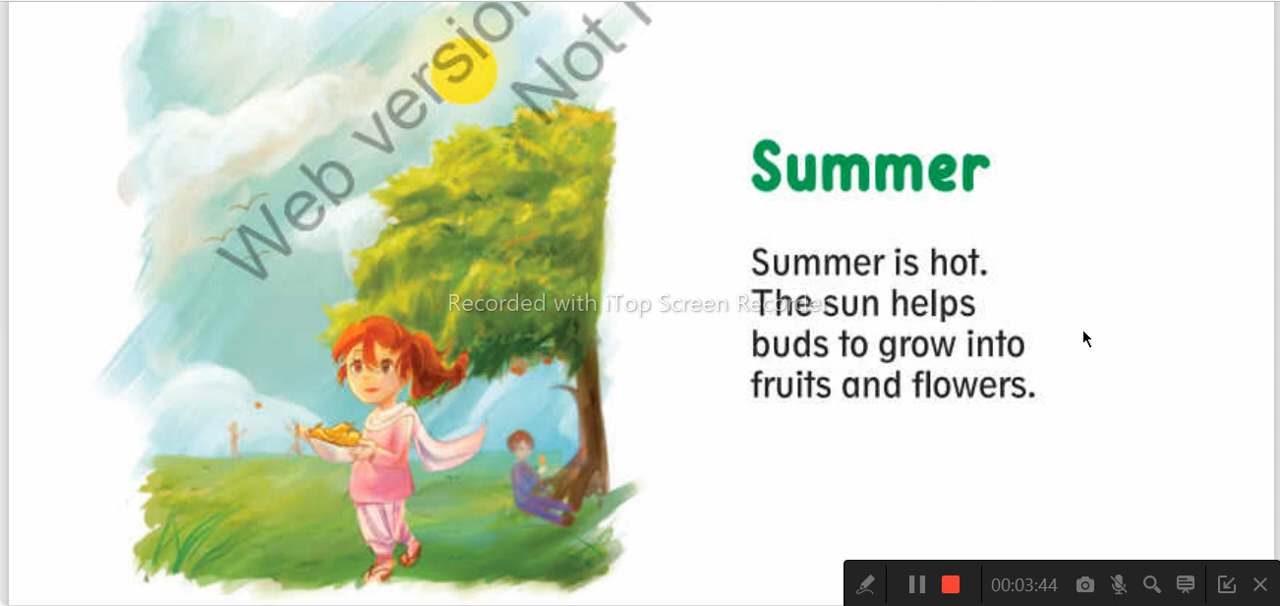 Web version
Not
Summer
Summer is hot.
Recorded with iTop Screen Recorder
The sun helps
buds to grow into
fruits and flowers.
00:03:44